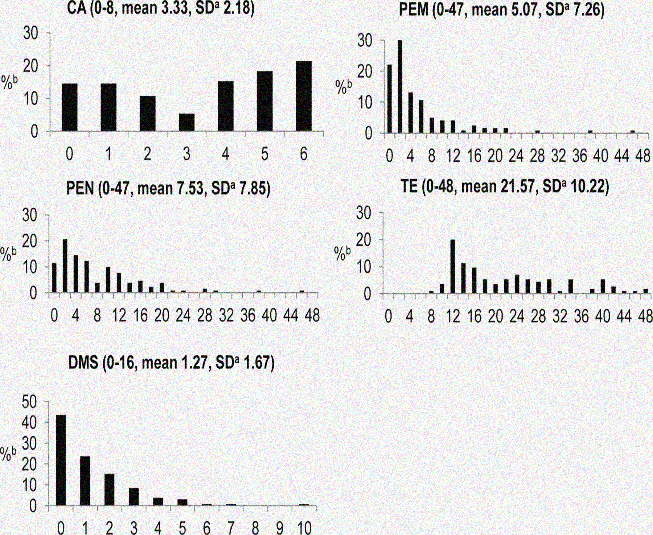 CA (0-8, mean 3.33, SDᵃ 2.18)
30
20
%ᵇ
10
0
0 1 2 3 4 5 6
PEM (0-47, mean 5.07, SDᵃ 7.26)
30
20
%ᵇ
10
0
0 4 8 12 16 20 24 28 32 36 40 44 48
PEN (0-47, mean 7.53, SDᵃ 7.85)
30
20
%ᵇ
10
0
0 4 8 12 16 20 24 28 32 36 40 44 48
TE (0-48, mean 21.57, SDᵃ 10.22)
30
20
%ᵇ
10
0
0 4 8 12 16 20 24 28 32 36 40 44 48
DMS (0-16, mean 1.27, SDᵃ 1.67)
50
40
30
%ᵇ
20
10
0
0 1 2 3 4 5 6 7 8 9 10